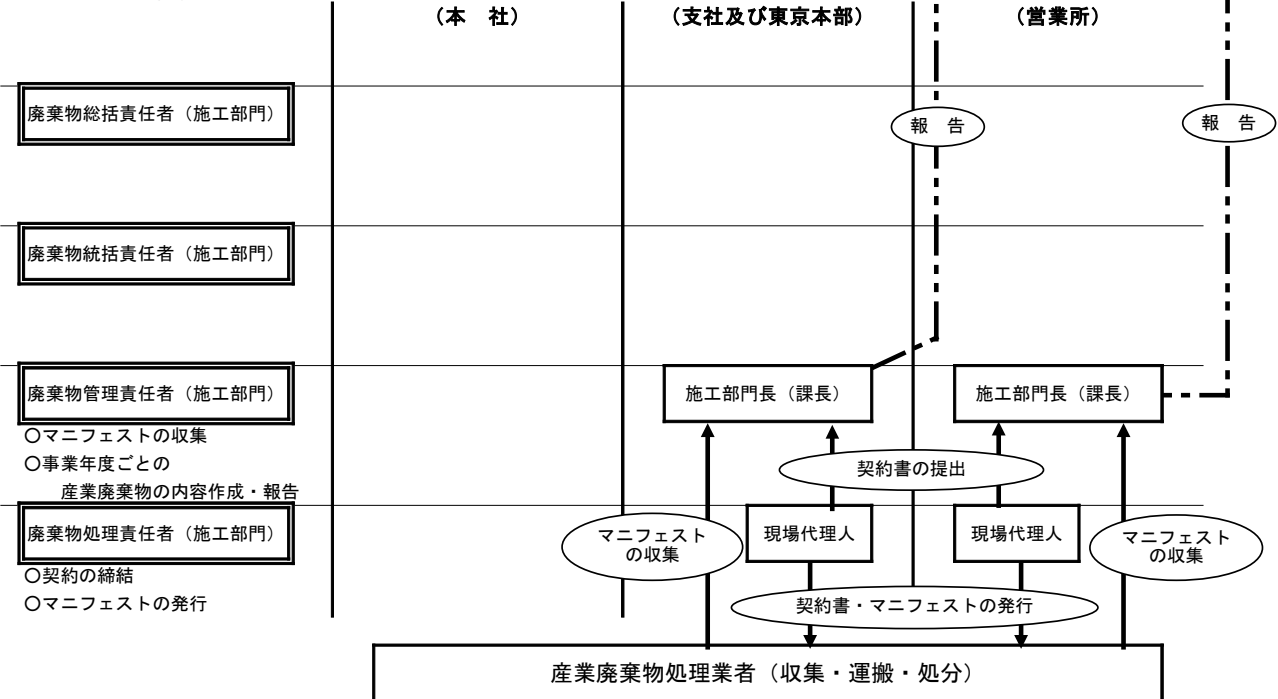 （本　社）
（支社及び東京本部）
（営業所）
廃棄物総括責任者（施工部門）
報　告
報　告
廃棄物統括責任者（施工部門）
廃棄物管理責任者（施工部門）
施工部門長（課長）
施工部門長（課長）
○マニフェストの収集
○事業年度ごとの
産業廃棄物の内容作成・報告
契約書の提出
廃棄物処理責任者（施工部門）
マニフェスト
の収集
現場代理人
現場代理人
マニフェスト
の収集
○契約の締結
○マニフェストの発行
契約書・マニフェストの発行
産業廃棄物処理業者（収集・運搬・処分）